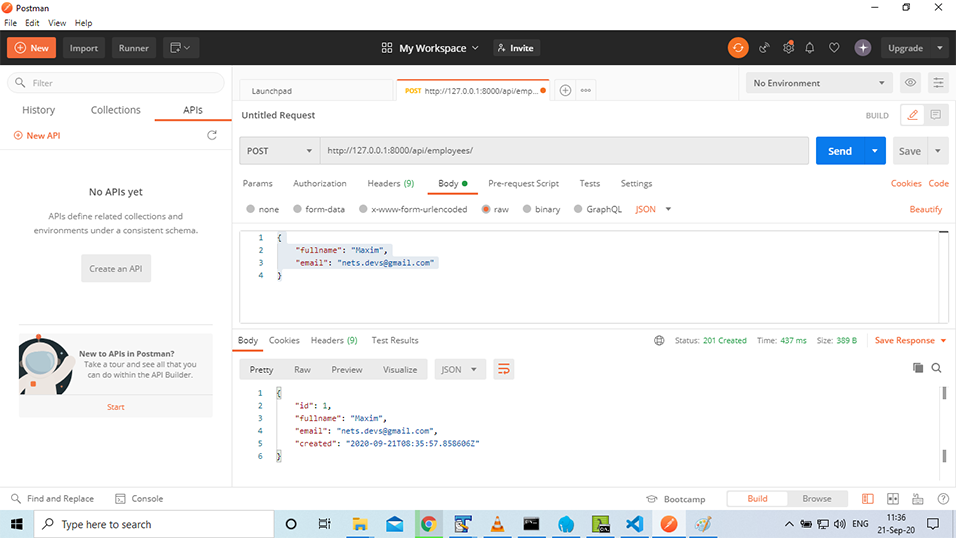 Postman
File Edit View Help
New Import Runner My Workspace Invite Upgrade
Filter
History Collections APIs
New API
No APIs yet
APIs define related collections and
environments under a consistent schema.
Create an API
New to APIs in Postman?
Take a tour and see all that you
can do within the API Builder.
Start
Launchpad POST http://127.0.0.1:8000/api/emp... No Environment
Untitled Request BUILD
POST http://127.0.0.1:8000/api/employees/ Send Save
Params Authorization Headers (9) Body Pre-request Script Tests Settings Cookies Code
none form-data x-www-form-urlencoded raw binary GraphQL JSON Beautify
1 {
2 "fullname": "Maxim",
3 "email": "nets.devs@gmail.com"
4 }
Body Cookies Headers (9) Test Results Status: 201 Created Time: 437 ms Size: 389 B Save Response
Pretty Raw Preview Visualize JSON
1 {
2 "id": 1,
3 "fullname": "Maxim",
4 "email": "nets.devs@gmail.com",
5 "created": "2020-09-21T08:35:57.858606Z"
6 }
Find and Replace Console Bootcamp Build Browse
Type here to search ENG 11:36
21-Sep-20